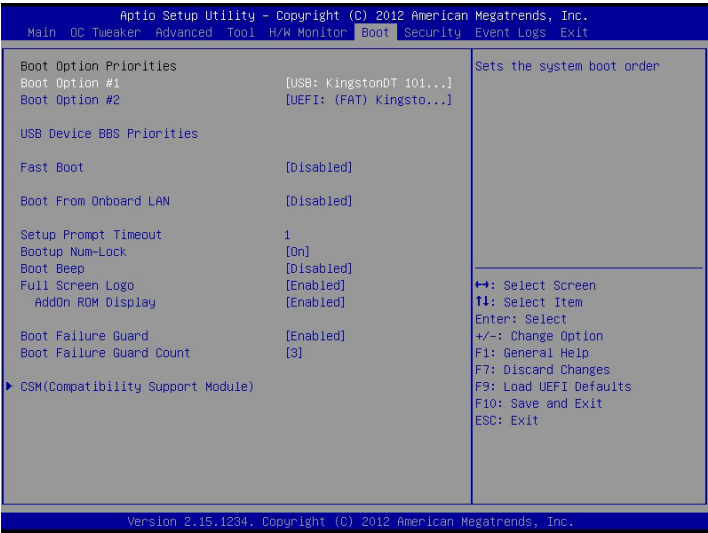 Aptio Setup Utility – Copyright (C) 2012 American Megatrends, Inc.
Main OC Tweaker Advanced Tool H/W Monitor Boot Security Event Logs Exit
Boot Option Priorities
Boot Option #1 [USB: KingstonDT 101...]
Boot Option #2 [UEFI: (FAT) Kingsto...]
USB Device BBS Priorities
Fast Boot [Disabled]
Boot From Onboard LAN [Disabled]
Setup Prompt Timeout 1
Bootup Num-Lock [On]
Boot Beep [Disabled]
Full Screen Logo [Enabled]
AddOn ROM Display [Enabled]
Boot Failure Guard [Enabled]
Boot Failure Guard Count [3]
CSM(Compatibility Support Module)
Sets the system boot order
↔: Select Screen
↑↓: Select Item
Enter: Select
+/-: Change Option
F1: General Help
F7: Discard Changes
F9: Load UEFI Defaults
F10: Save and Exit
ESC: Exit
Version 2.15.1234. Copyright (C) 2012 American Megatrends, Inc.